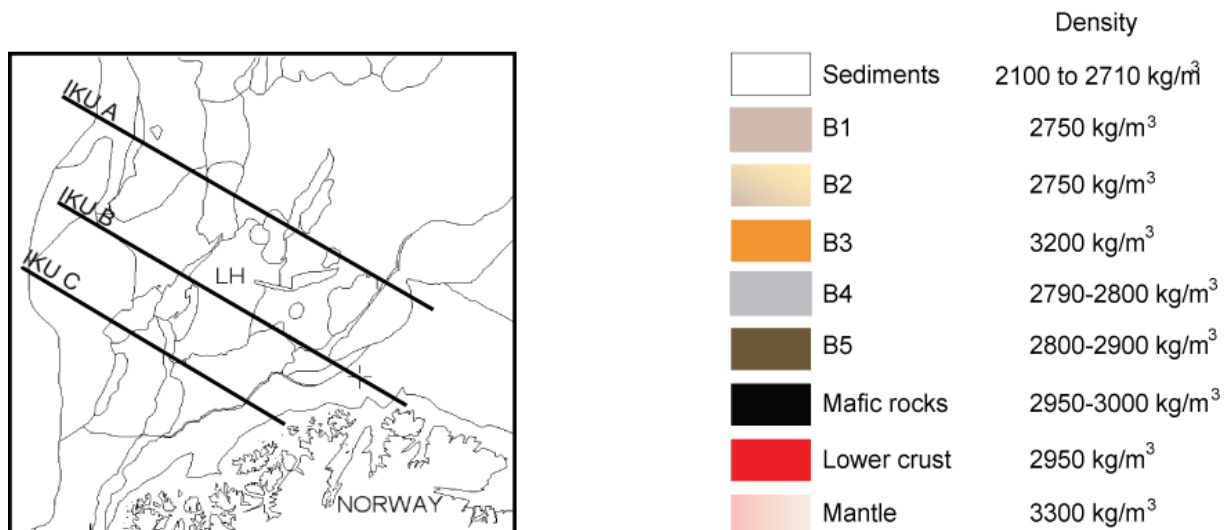 IKU A
IKU B
IKU C
LH
NORWAY
Density
Sediments 2100 to 2710 kg/m³
B1 2750 kg/m³
B2 2750 kg/m³
B3 3200 kg/m³
B4 2790-2800 kg/m³
B5 2800-2900 kg/m³
Mafic rocks 2950-3000 kg/m³
Lower crust 2950 kg/m³
Mantle 3300 kg/m³